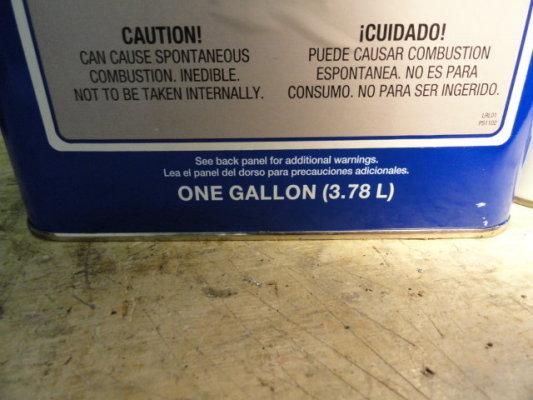 CAUTION!
CAN CAUSE SPONTANEOUS
COMBUSTION. INEDIBLE.
NOT TO BE TAKEN INTERNALLY.
¡CUIDADO!
PUEDE CAUSAR COMBUSTION
ESPONTANEA. NO ES PARA
CONSUMO. NO PARA SER INGERIDO.
LRL01
PS1102
See back panel for additional warnings.
Lea el panel del dorso para precauciones adicionales.
ONE GALLON (3.78 L)